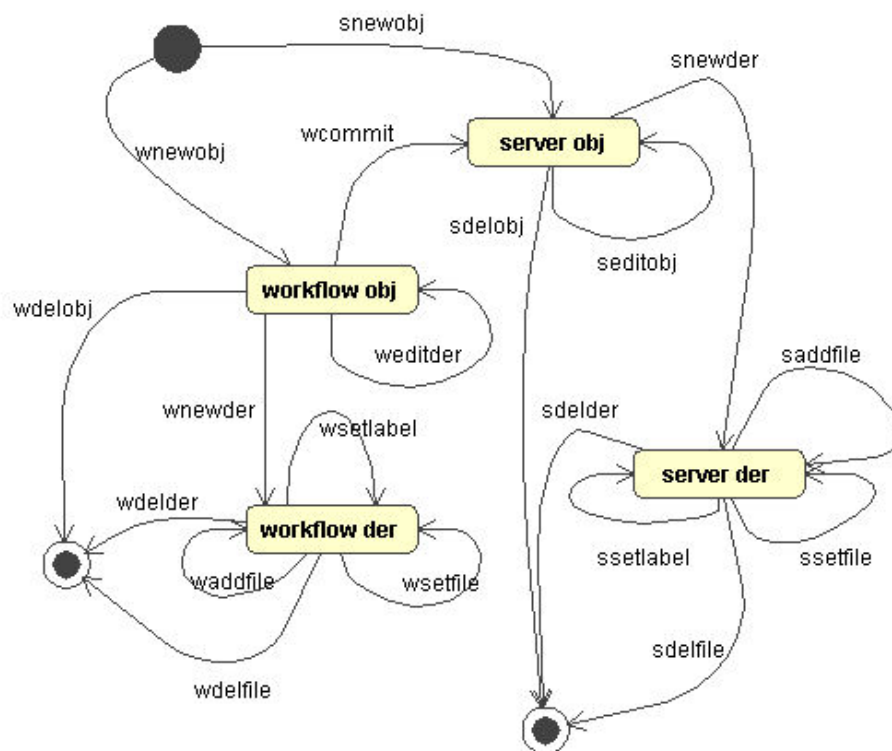 snewobj
snewder
wcommit
server obj
wnewobj
sdelobj
seditobj
workflow obj
wdelobj
weditder
saddfile
wnewder
sdelder
wsetlabel
server der
wdelder
workflow der
ssetlabel
ssetfile
waddfile
wsetfile
sdelfile
wdelfile